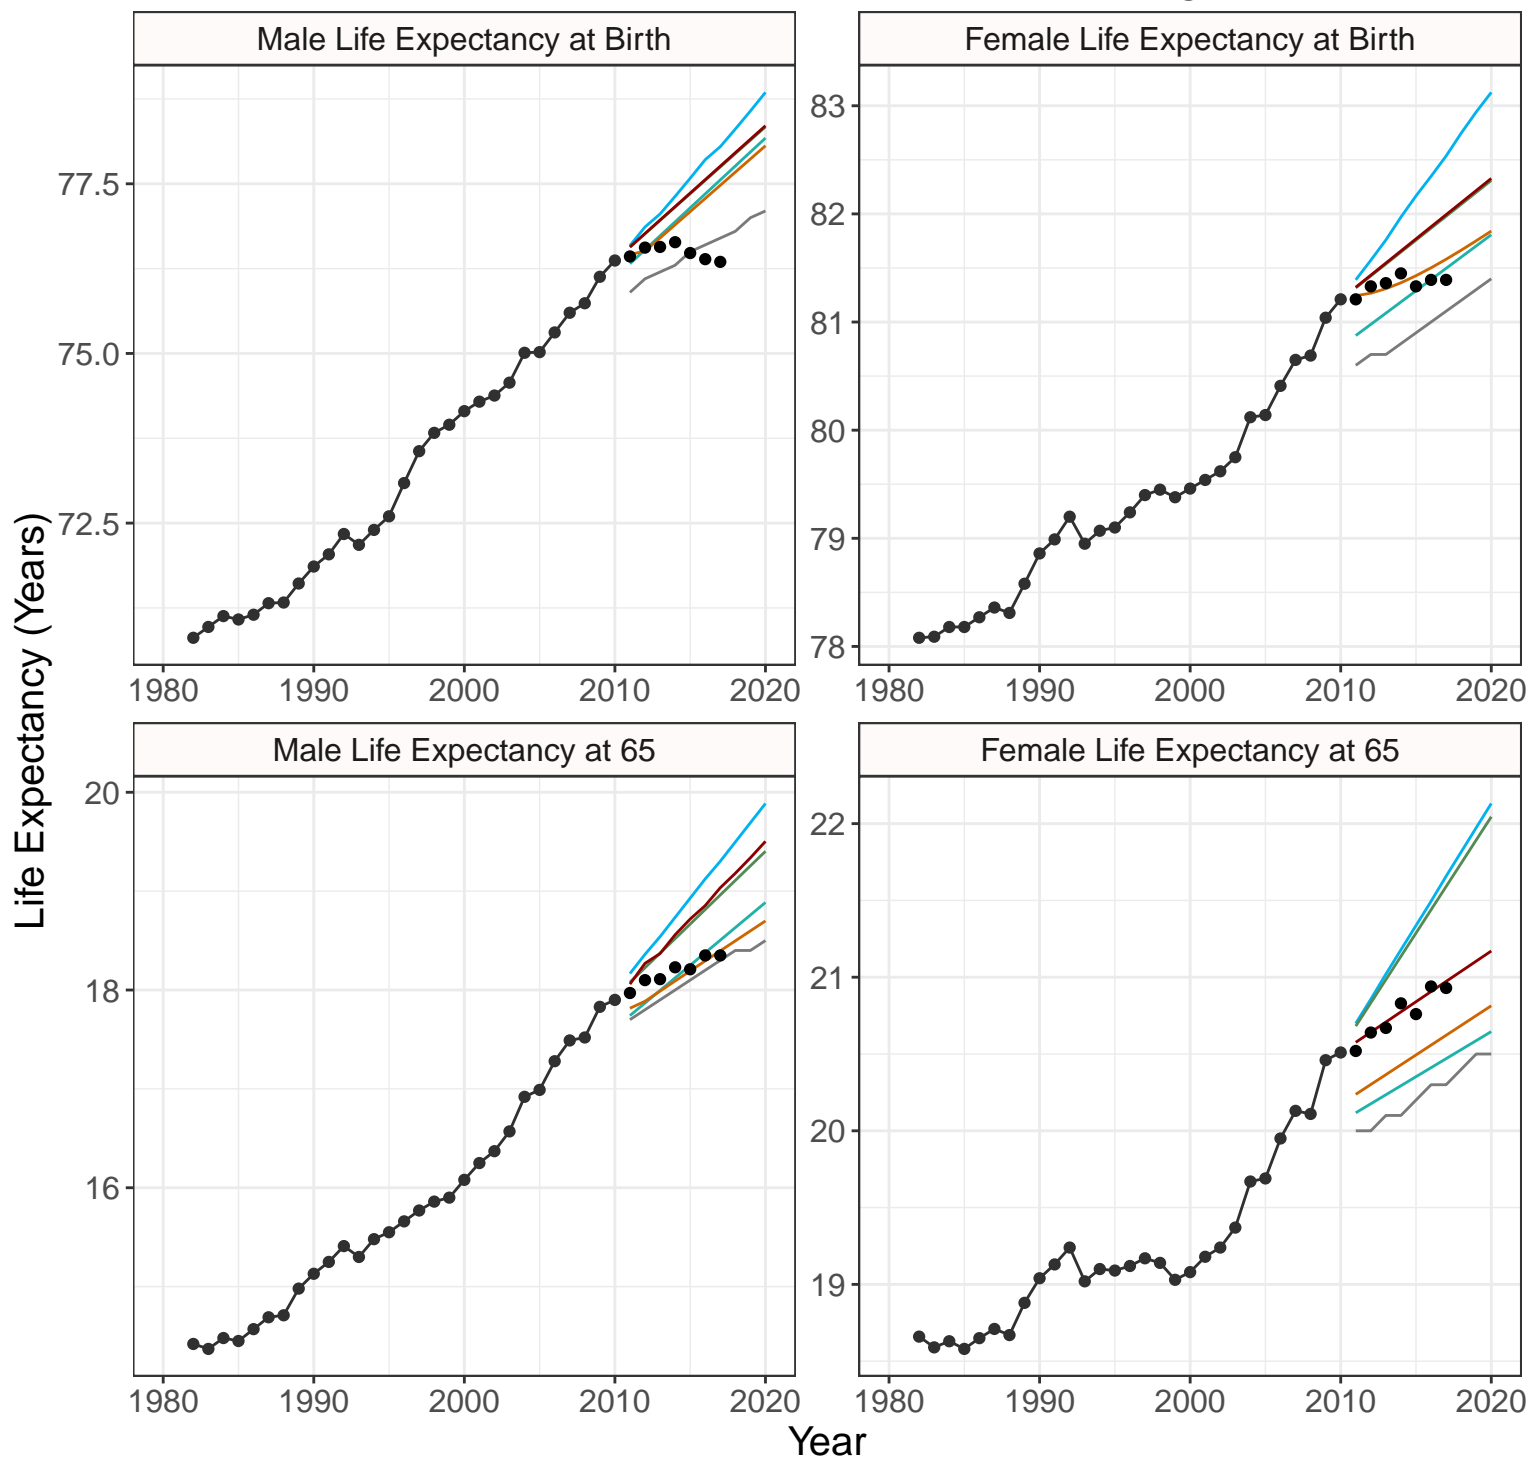 Male Life Expectancy at Birth
Female Life Expectancy at Birth
77.5
75.0
72.5
83
82
81
80
79
78
1980 1990 2000 2010 2020
1980 1990 2000 2010 2020
Life Expectancy (Years)
Male Life Expectancy at 65
Female Life Expectancy at 65
20
18
16
22
21
20
19
1980 1990 2000 2010 2020
1980 1990 2000 2010 2020
Year